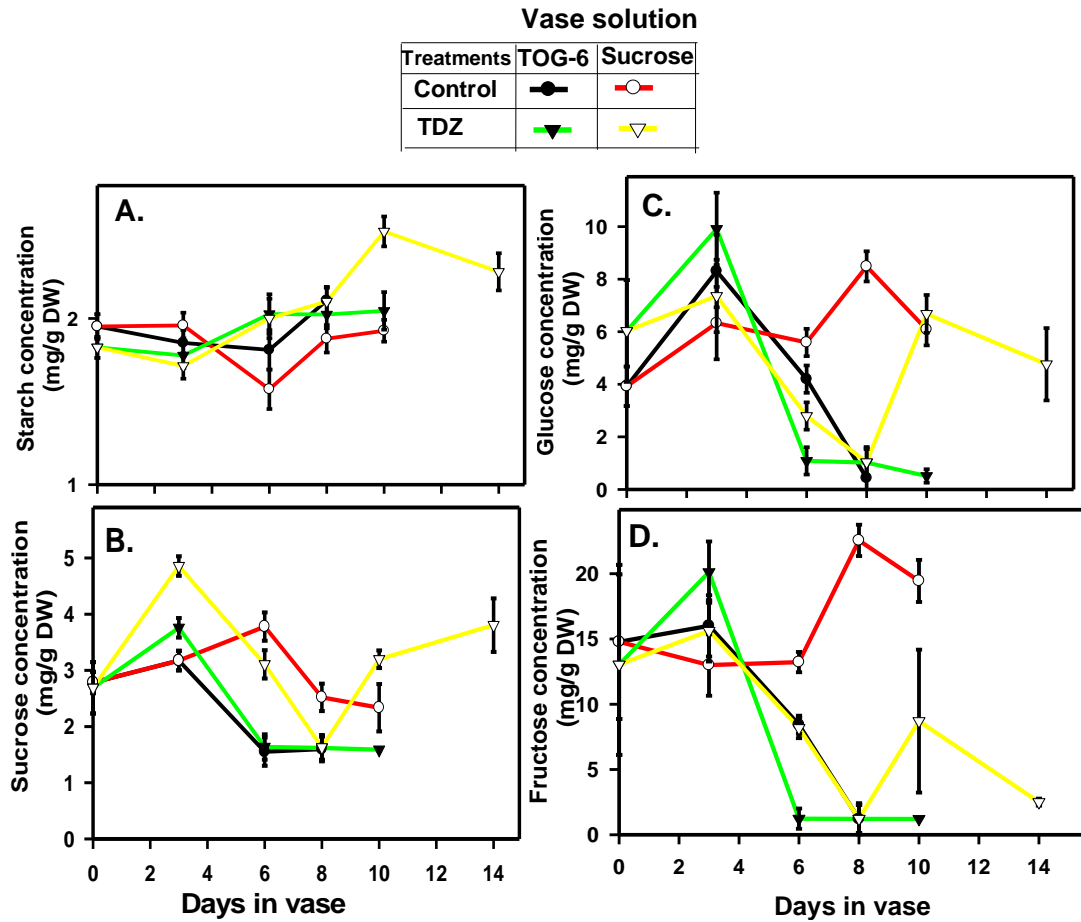 Vase solution
Treatments TOG-6 Sucrose
Control
TDZ
A.
Starch concentration
(mg/g DW)
2
1
C.
Glucose concentration
(mg/g DW)
10
8
6
4
2
0
B.
Sucrose concentration
(mg/g DW)
5
4
3
2
1
0
0 2 4 6 8 10 12 14
Days in vase
D.
Fructose concentration
(mg/g DW)
20
15
10
5
0
0 2 4 6 8 10 12 14
Days in vase